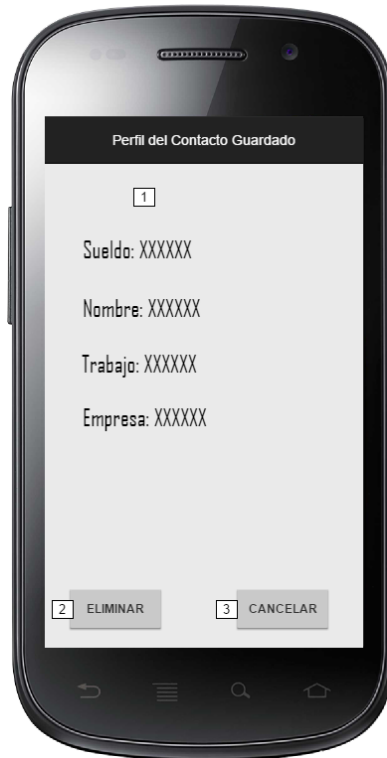 Perfil del Contacto Guardado
1
Sueldo: XXXXXX
Nombre: XXXXXX
Trabajo: XXXXXX
Empresa: XXXXXX
2 ELIMINAR 3 CANCELAR